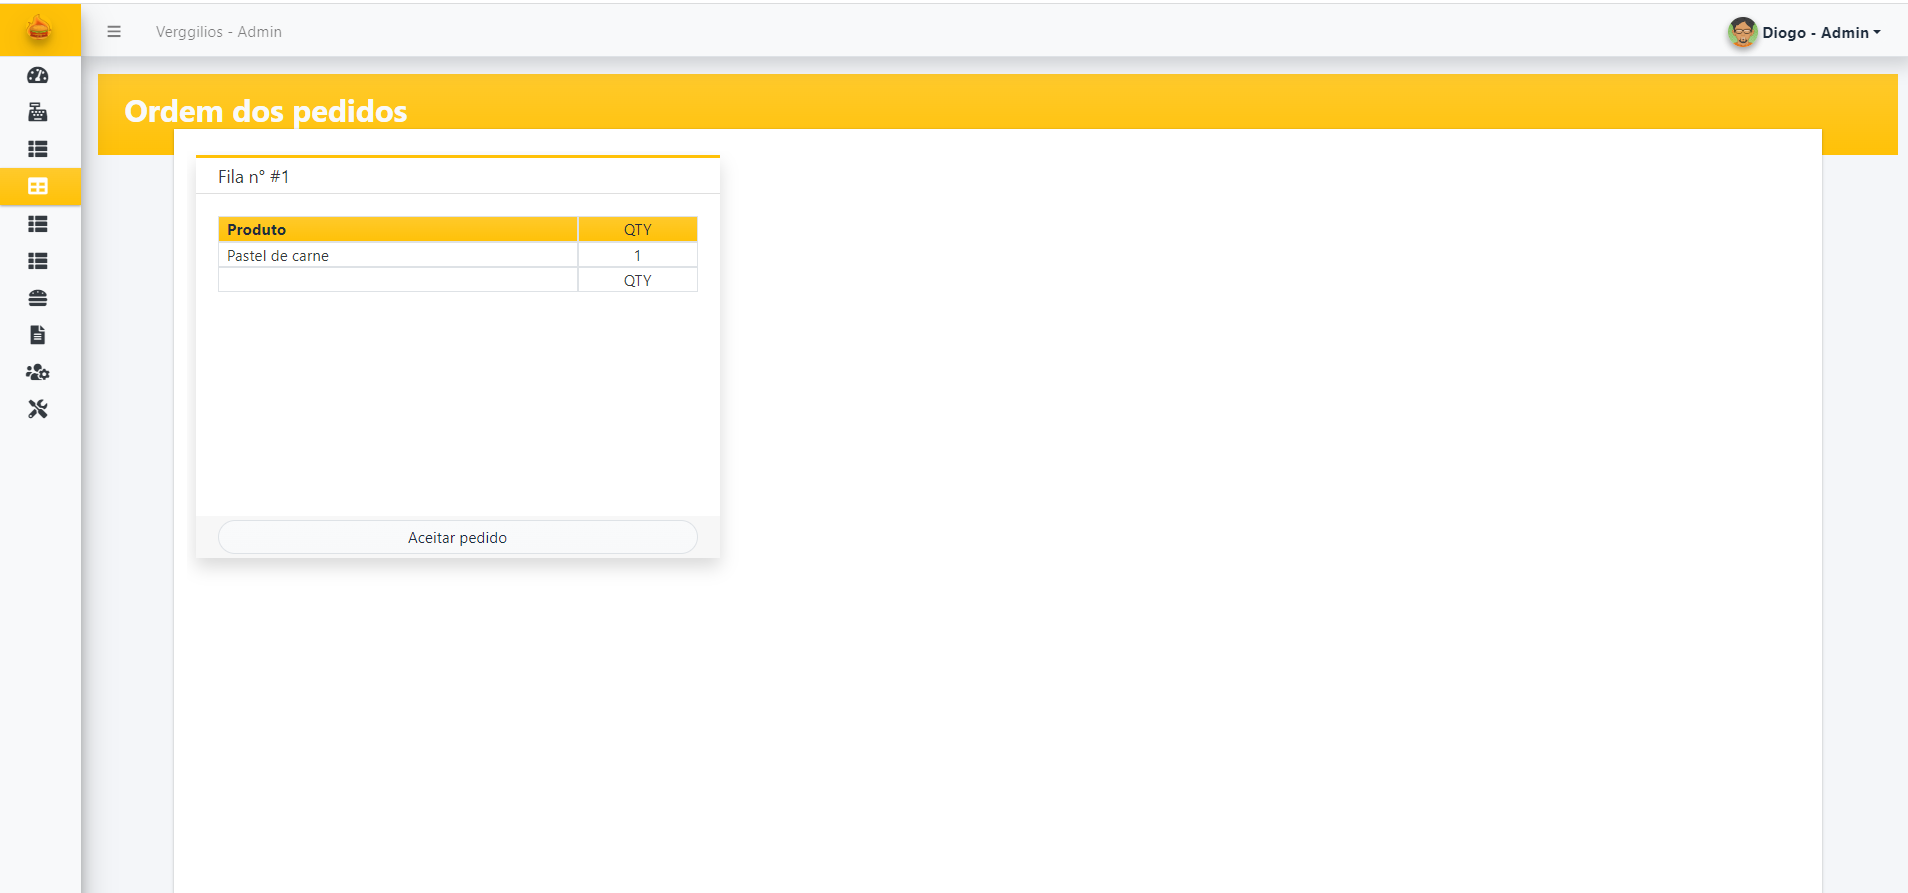 Verggilios - Admin
Diogo - Admin
Ordem dos pedidos
Fila n° #1
Produto QTY
Pastel de carne 1
QTY
Aceitar pedido